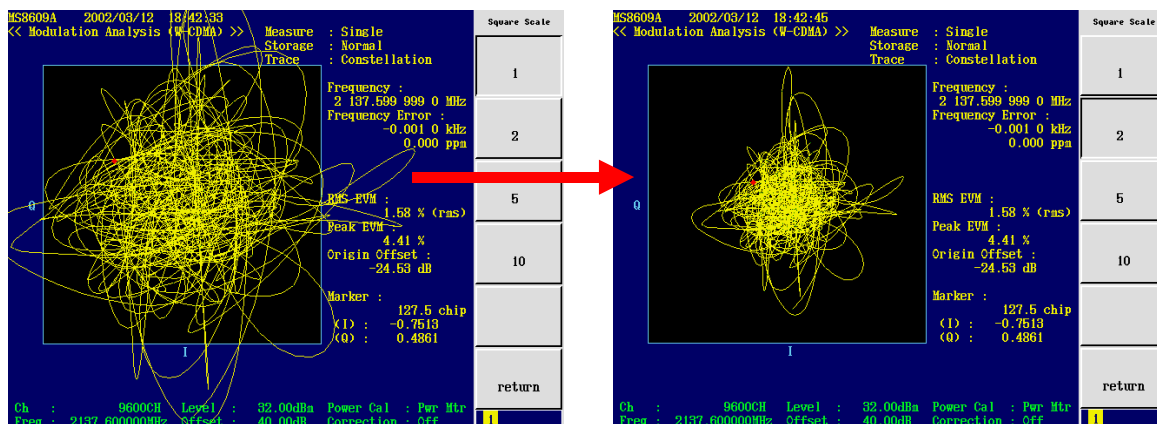 MS8609A 2002/03/12 18:42:33
<< Modulation Analysis (W-CDMA) >> Measure : Single
Storage : Normal
Trace : Constellation
Frequency :
2 137.599 999 0 MHz
Frequency Error :
-0.001 0 kHz
0.000 ppm
RMS EVM :
1.58 % (rms)
Peak EVM :
4.41 %
Origin Offset :
-24.53 dB
Marker :
127.5 chip
(I) : -0.7513
(Q) : 0.4861
Q
I
Ch : 9600CH Level : 32.00dBm Power Cal : Pwr Mtr
Freq : 2137.600000MHz Offset : 40.00dB Correction : Off
Square Scale
1
2
5
10
return
1
MS8609A 2002/03/12 18:42:45
<< Modulation Analysis (W-CDMA) >> Measure : Single
Storage : Normal
Trace : Constellation
Frequency :
2 137.599 999 0 MHz
Frequency Error :
-0.001 0 kHz
0.000 ppm
RMS EVM :
1.58 % (rms)
Peak EVM :
4.41 %
Origin Offset :
-24.53 dB
Marker :
127.5 chip
(I) : -0.7513
(Q) : 0.4861
Q
I
Ch : 9600CH Level : 32.00dBm Power Cal : Pwr Mtr
Freq : 2137.600000MHz Offset : 40.00dB Correction : Off
Square Scale
1
2
5
10
return
1